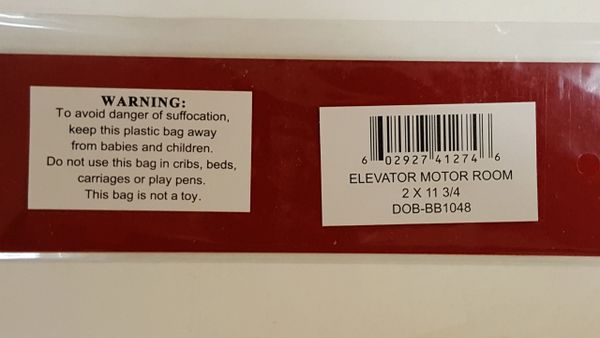 WARNING:
To avoid danger of suffocation,
keep this plastic bag away
from babies and children.
Do not use this bag in cribs, beds,
carriages or play pens.
This bag is not a toy.
6 02927 41274 6
ELEVATOR MOTOR ROOM
2 X 11 3/4
DOB-BB1048